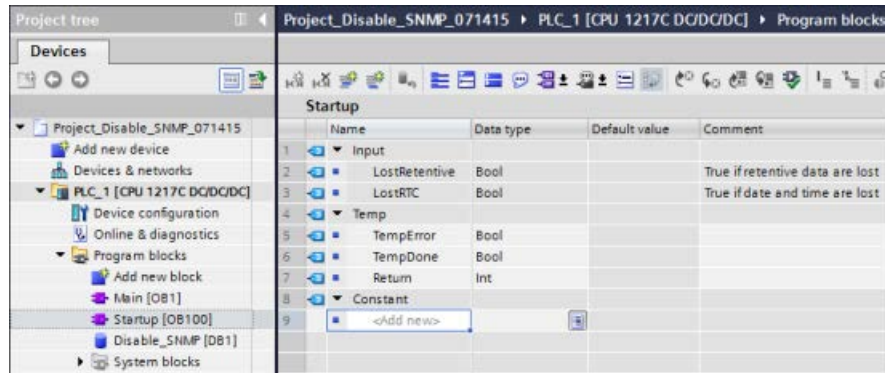 Project tree
Project_Disable_SNMP_071415 PLC_1 [CPU 1217C DC/DC/DC] Program blocks
Devices
Startup
Name Data type Default value Comment
Project_Disable_SNMP_071415
Add new device
Devices & networks
PLC_1 [CPU 1217C DC/DC/DC]
Device configuration
Online & diagnostics
Program blocks
Add new block
Main [OB1]
Startup [OB100]
Disable_SNMP [DB1]
System blocks
1 Input
2 LostRetentive Bool True if retentive data are lost
3 LostRTC Bool True if date and time are lost
4 Temp
5 TempError Bool
6 TempDone Bool
7 Return Int
8 Constant
9 <Add new>